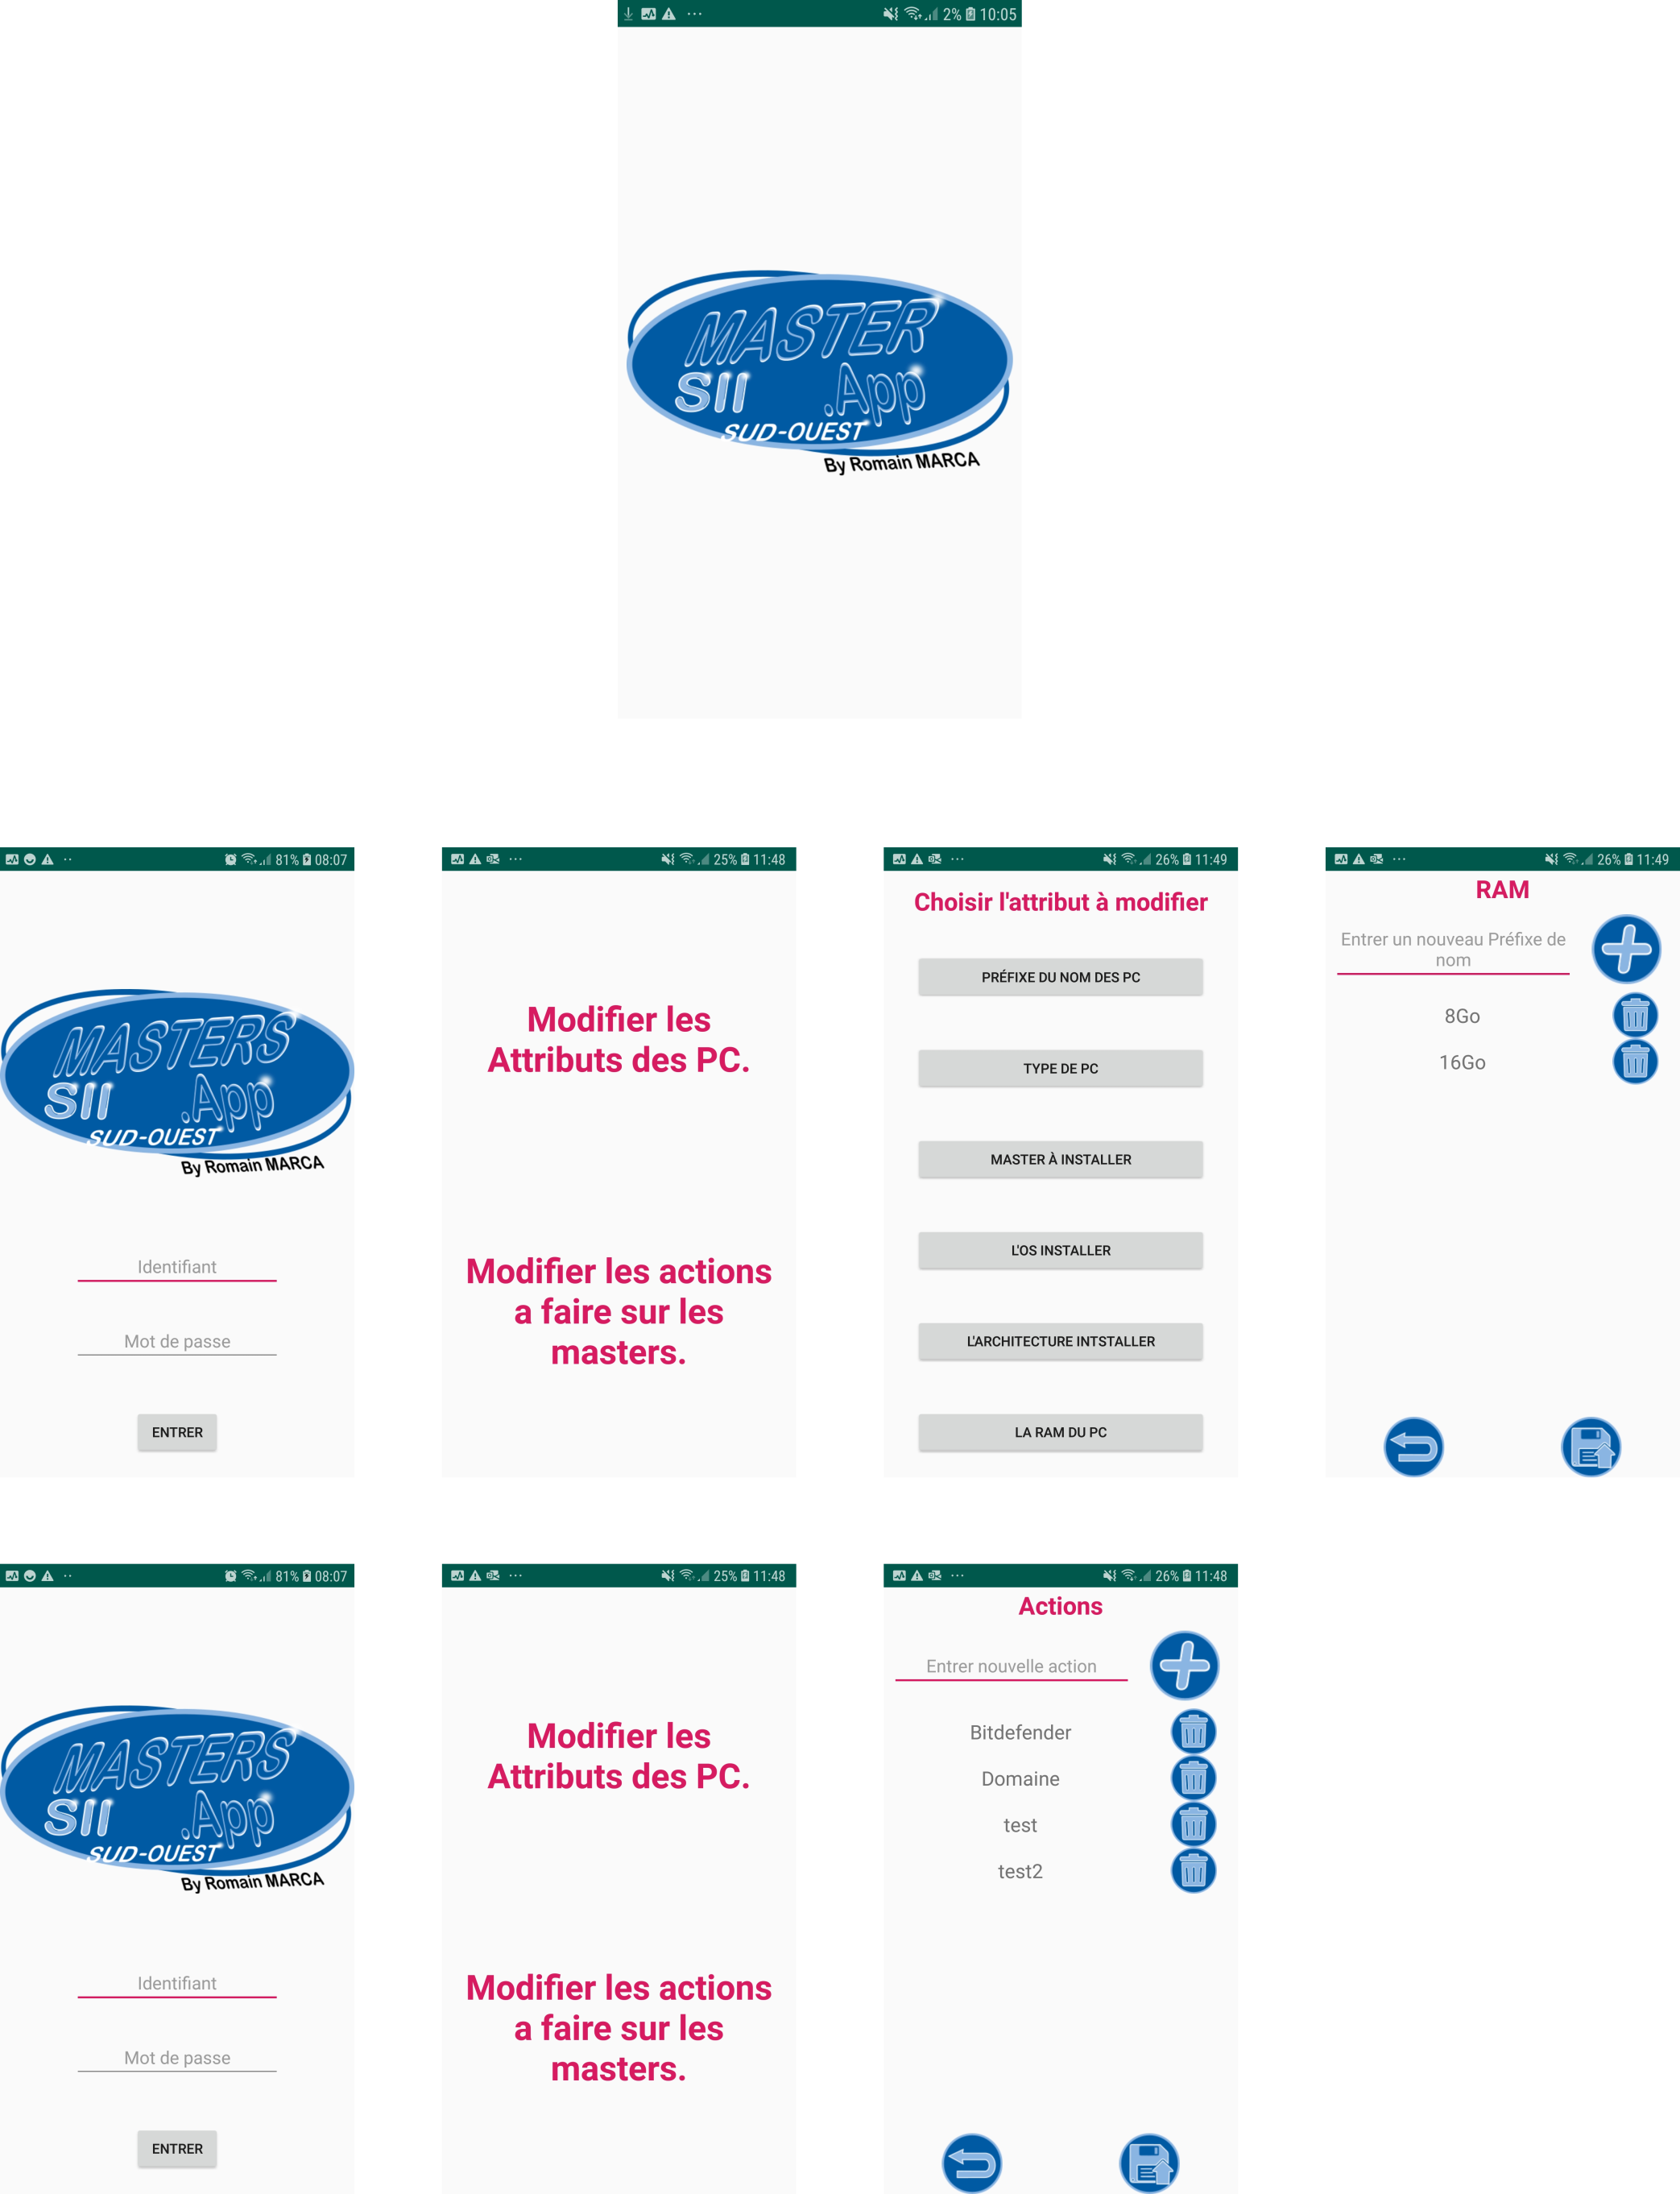 2% 10:05
MASTER
SII .App
SUD-OUEST
By Romain MARCA
81% 08:07
MASTERS
SII .App
SUD-OUEST
By Romain MARCA
Identifiant
Mot de passe
ENTRER
25% 11:48
Modifier les
Attributs des PC.
Modifier les actions
a faire sur les
masters.
26% 11:49
Choisir l'attribut à modifier
PRÉFIXE DU NOM DES PC
TYPE DE PC
MASTER À INSTALLER
L'OS INSTALLER
L'ARCHITECTURE INTSTALLER
LA RAM DU PC
26% 11:49
RAM
Entrer un nouveau Préfixe de
nom
8Go
16Go
81% 08:07
MASTERS
SII .App
SUD-OUEST
By Romain MARCA
Identifiant
Mot de passe
ENTRER
25% 11:48
Modifier les
Attributs des PC.
Modifier les actions
a faire sur les
masters.
26% 11:48
Actions
Entrer nouvelle action
Bitdefender
Domaine
test
test2